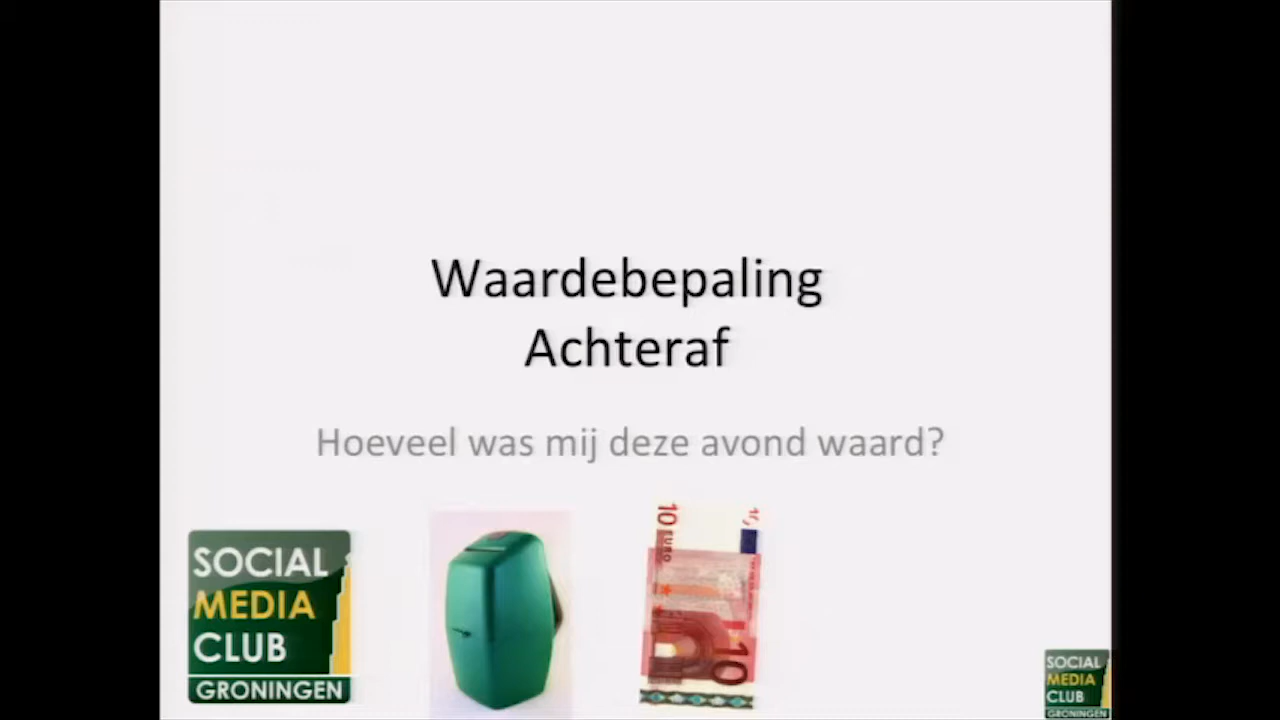 Waardebepaling
Achteraf
Hoeveel was mij deze avond waard?
SOCIAL
MEDIA
CLUB
GRONINGEN
10 EURO
10
10
SOCIAL
MEDIA
CLUB
GRONINGEN